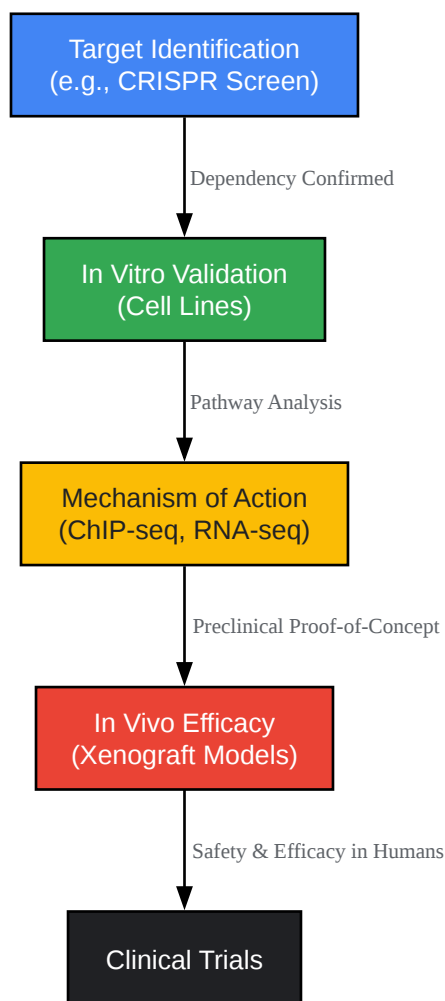 Target Identification
(e.g., CRISPR Screen)
Dependency Confirmed
In Vitro Validation
(Cell Lines)
Pathway Analysis
Mechanism of Action
(ChIP-seq, RNA-seq)
Preclinical Proof-of-Concept
In Vivo Efficacy
(Xenograft Models)
Safety & Efficacy in Humans
Clinical Trials